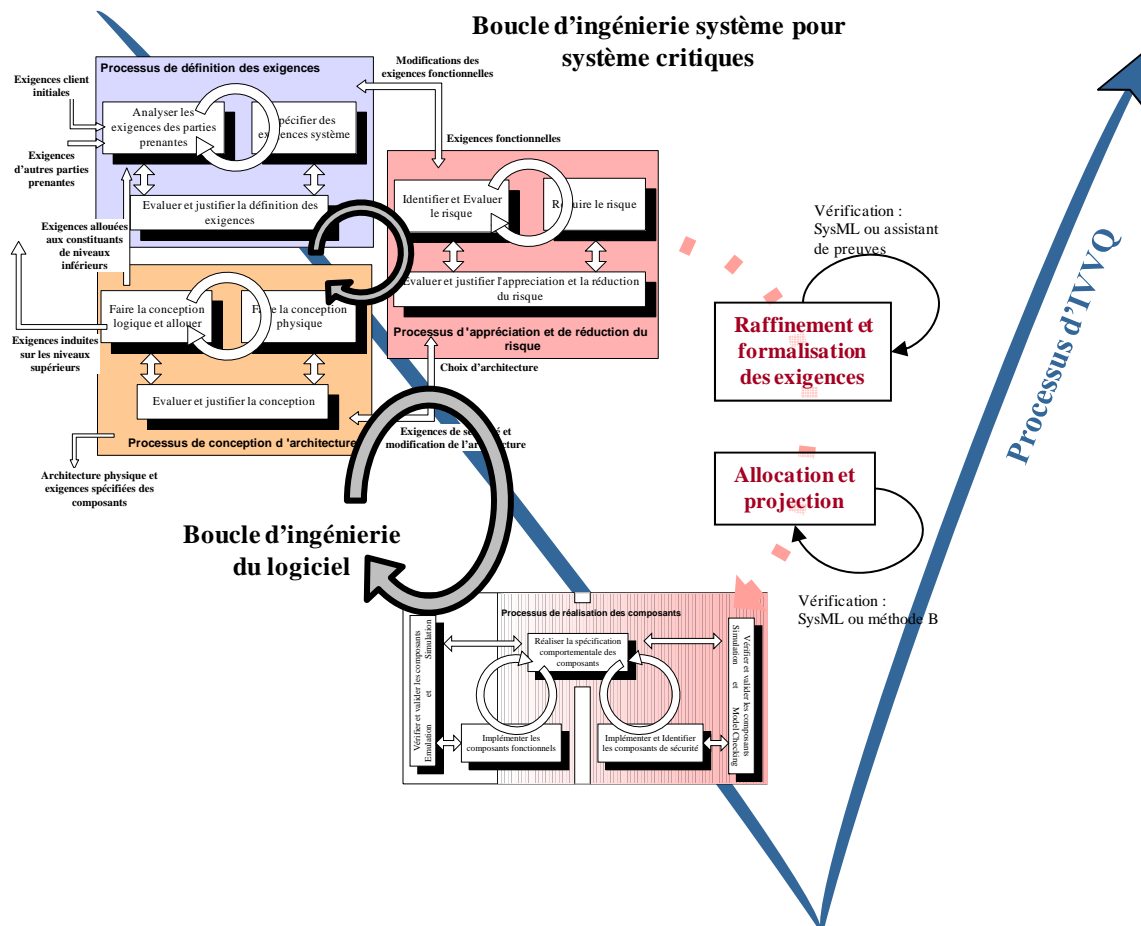 Boucle d'ingénierie système pour
système critiques
Processus de définition des exigences
Exigences client
initiales
Analyser les
exigences des parties
prenantes
Spécifier des
exigences système
Exigences
d'autres parties
prenantes
Evaluer et justifier la définition des
exigences
Modifications des
exigences fonctionnelles
Exigences fonctionnelles
Identifier et Evaluer
le risque
Réduire le risque
Evaluer et justifier l'appreciation et la réduction
du risque
Processus d'appréciation et de réduction du
risque
Exigences allouées
aux constituants
de niveaux
inférieurs
Faire la conception
logique et allouer
Faire la conception
physique
Exigences induites
sur les niveaux
supérieurs
Evaluer et justifier la conception
Processus de conception d 'architecture
Choix d'architecture
Exigences de sécurité et
modification de l'architecture
Architecture physique et
exigences spécifiées des
composants
Boucle d'ingénierie
du logiciel
Vérification :
SysML ou assistant
de preuves
Raffinement et
formalisation
des exigences
Allocation et
projection
Vérification :
SysML ou méthode B
Processus d'IVVQ
Processus de réalisation des composants
Réaliser la spécification
comportementale des
composants
Vérifier et valider les composants
Emulation et Simulation
Implémenter les
composants fonctionnels
Implémenter et Identifier
les composants de sécurité
Vérifier et valider les composants
Simulation et Model Checking